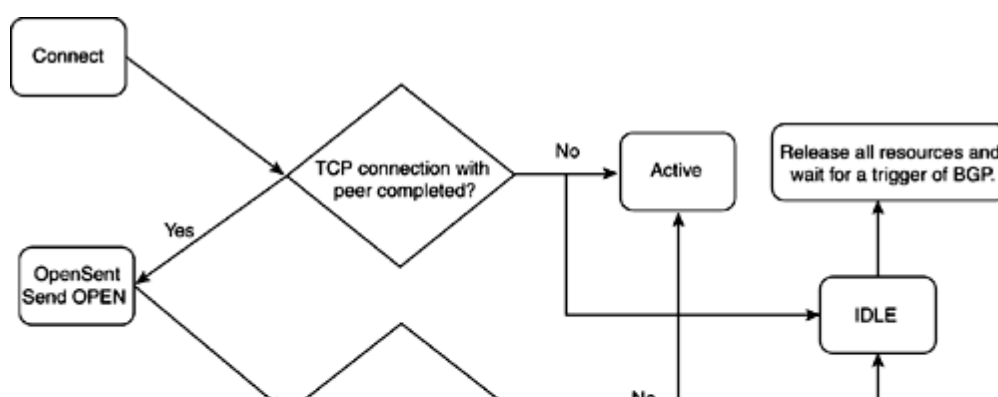 Connect
TCP connection with
peer completed?
No
Active
Release all resources and
wait for a trigger of BGP.
Yes
OpenSent
Send OPEN
IDLE
No